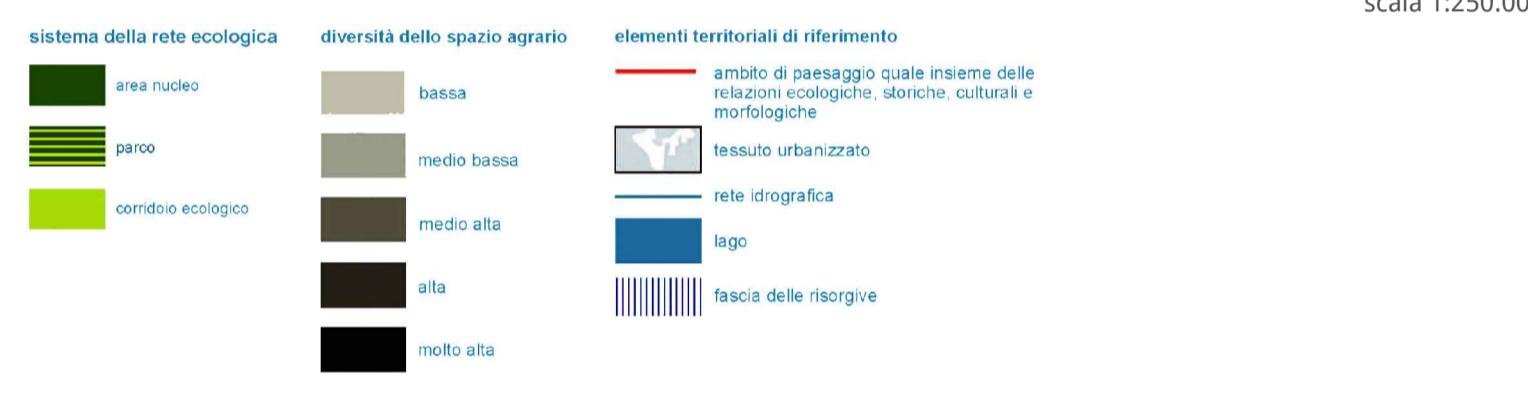 scala 1:250.00
sistema della rete ecologica
area nucleo
parco
corridoio ecologico
diversità dello spazio agrario
bassa
medio bassa
medio alta
alta
molto alta
elementi territoriali di riferimento
ambito di paesaggio quale insieme delle
relazioni ecologiche, storiche, culturali e
morfologiche
tessuto urbanizzato
rete idrografica
lago
fascia delle risorgive